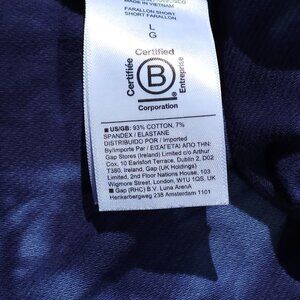 MADE IN VIETNAM
FARALLON SHORT
SHORT FARALLON
L
G
Certified
Certifiée
B
®
Entreprise
Corporation
■ US/GB: 93% COTTON, 7%
SPANDEX / ELASTANE
DISTRIBUIDO POR / Imported
By/Importe Par / ΕΙΣΑΓΕΤΑΙ ΑΠΟ ΤΗΝ:
Gap Stores (Ireland) Limited c/o Arthur
Cox, 10 Earlsfort Terrace, Dublin 2, D02
T380, Ireland, Gap (UK Holdings)
Limited, 2nd Floor Nations House, 103
Wigmore Street, London, W1U 1QS, UK
■ Gap (RHC) B.V. Luna ArenA
Herikerbergweg 238 Amsterdam 1101